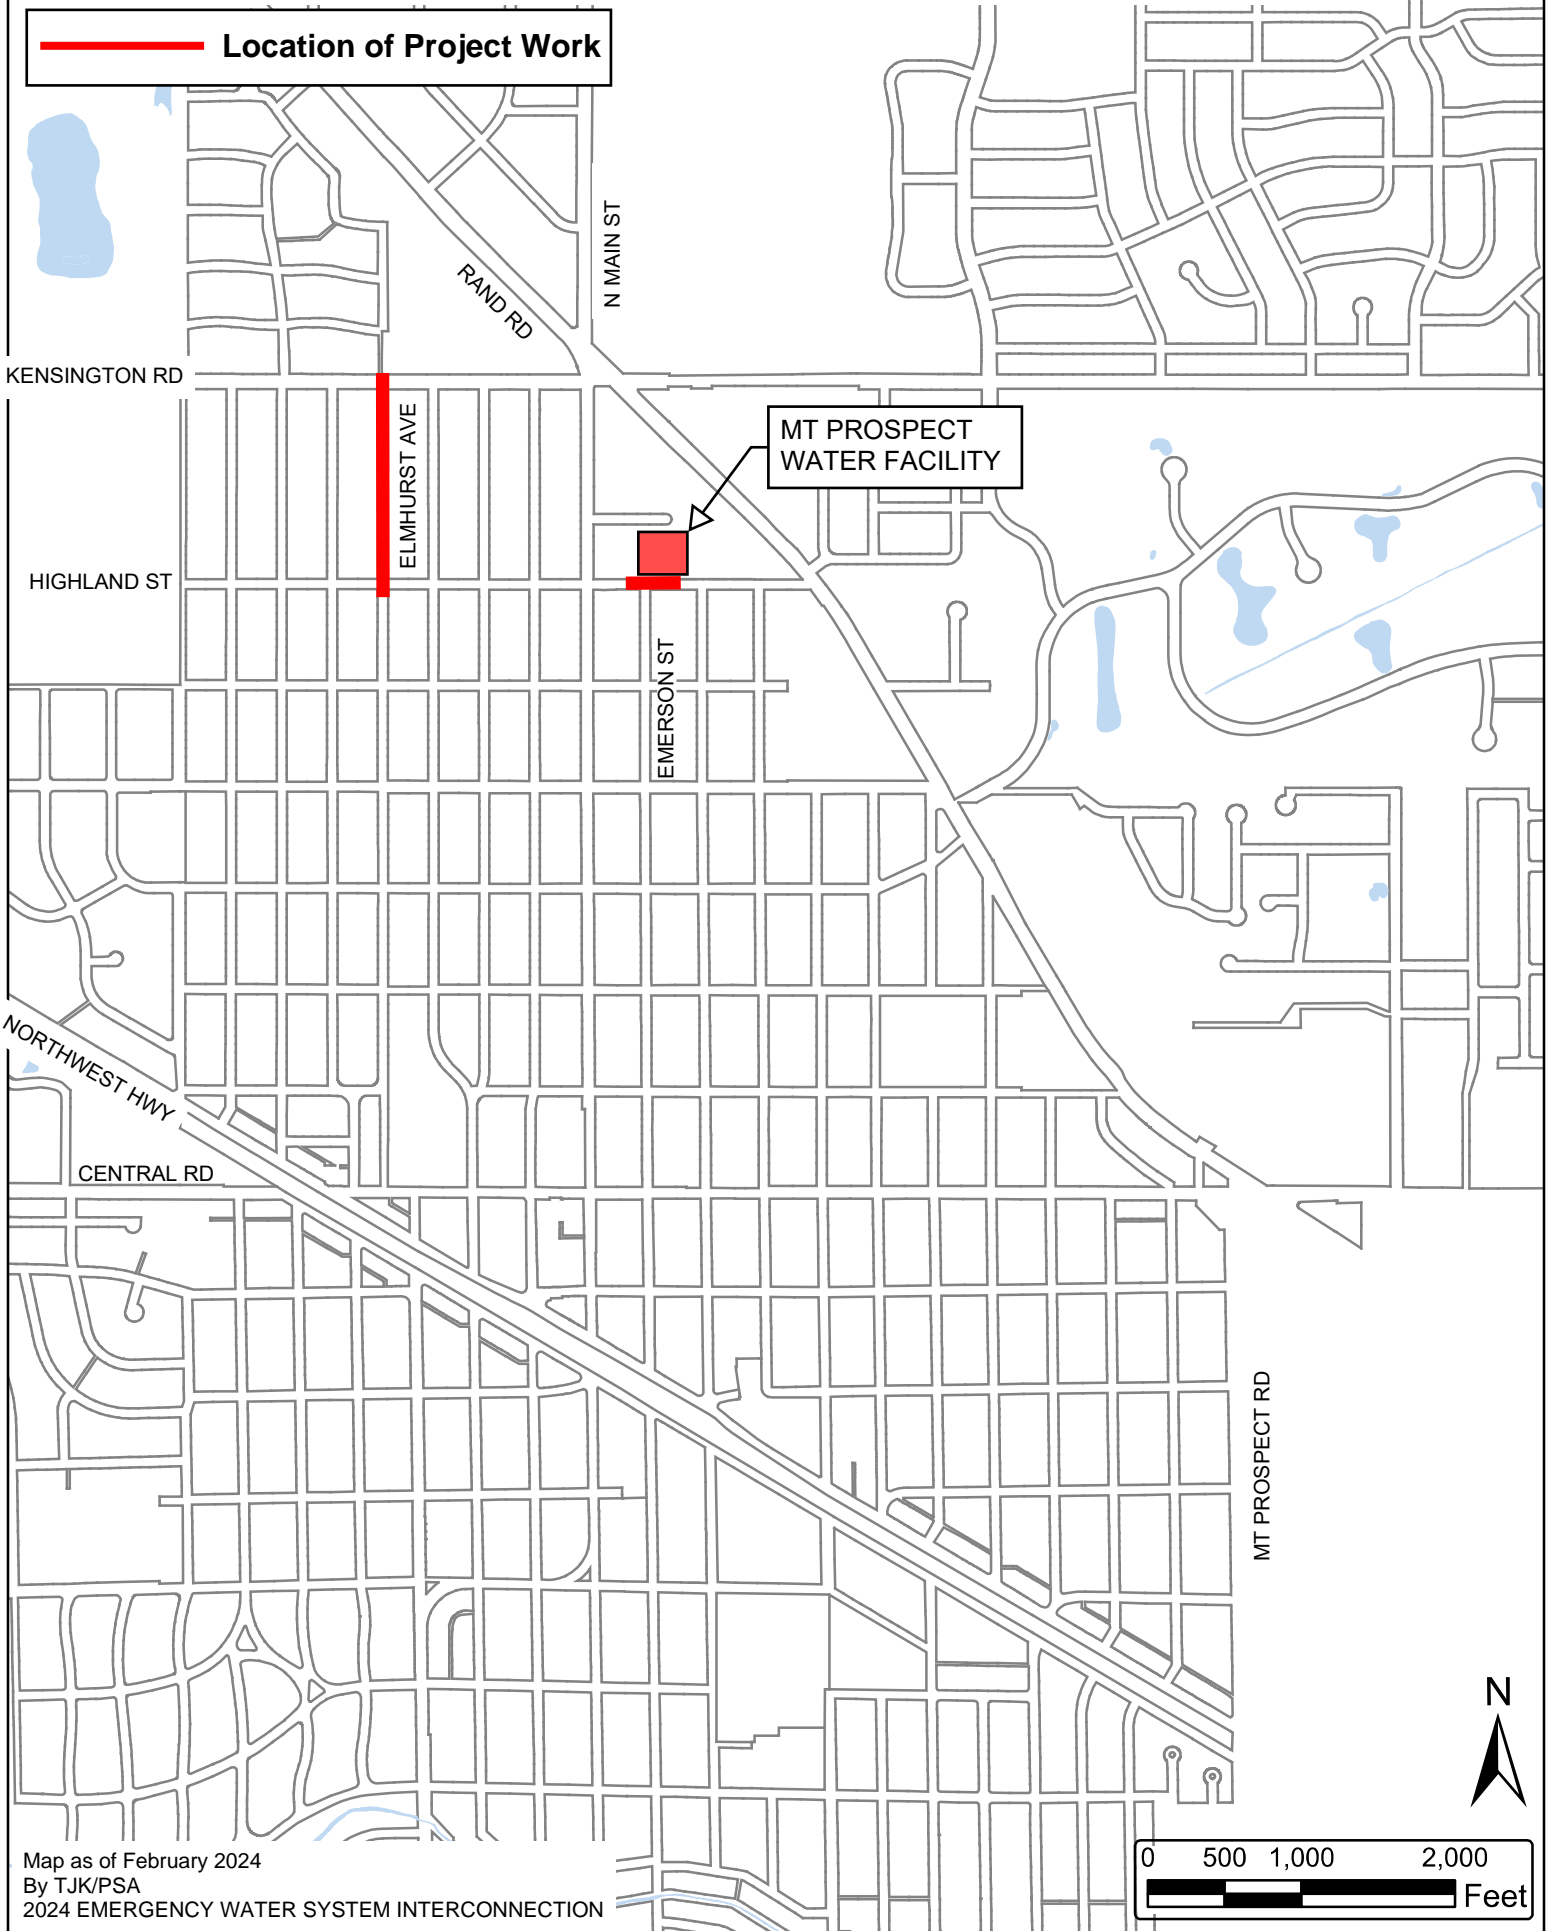 Location of Project Work
N MAIN ST
RAND RD
KENSINGTON RD
ELMHURST AVE
MT PROSPECT
WATER FACILITY
HIGHLAND ST
EMERSON ST
NORTHWEST HWY
CENTRAL RD
MT PROSPECT RD
N
Map as of February 2024
By TJK/PSA
2024 EMERGENCY WATER SYSTEM INTERCONNECTION
0 500 1,000 2,000
Feet